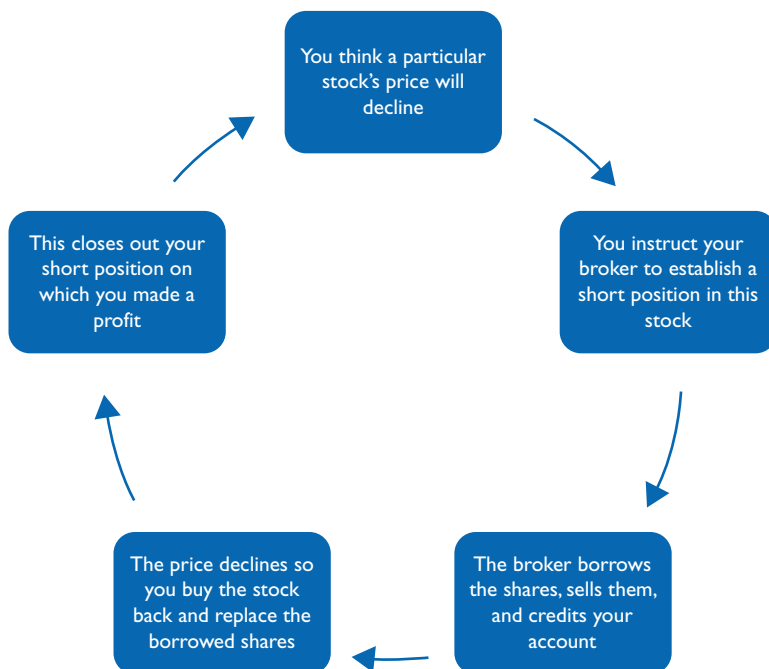 You think a particular
stock’s price will
decline
You instruct your
broker to establish a
short position in this
stock
The broker borrows
the shares, sells them,
and credits your
account
The price declines so
you buy the stock
back and replace the
borrowed shares
This closes out your
short position on
which you made a
profit